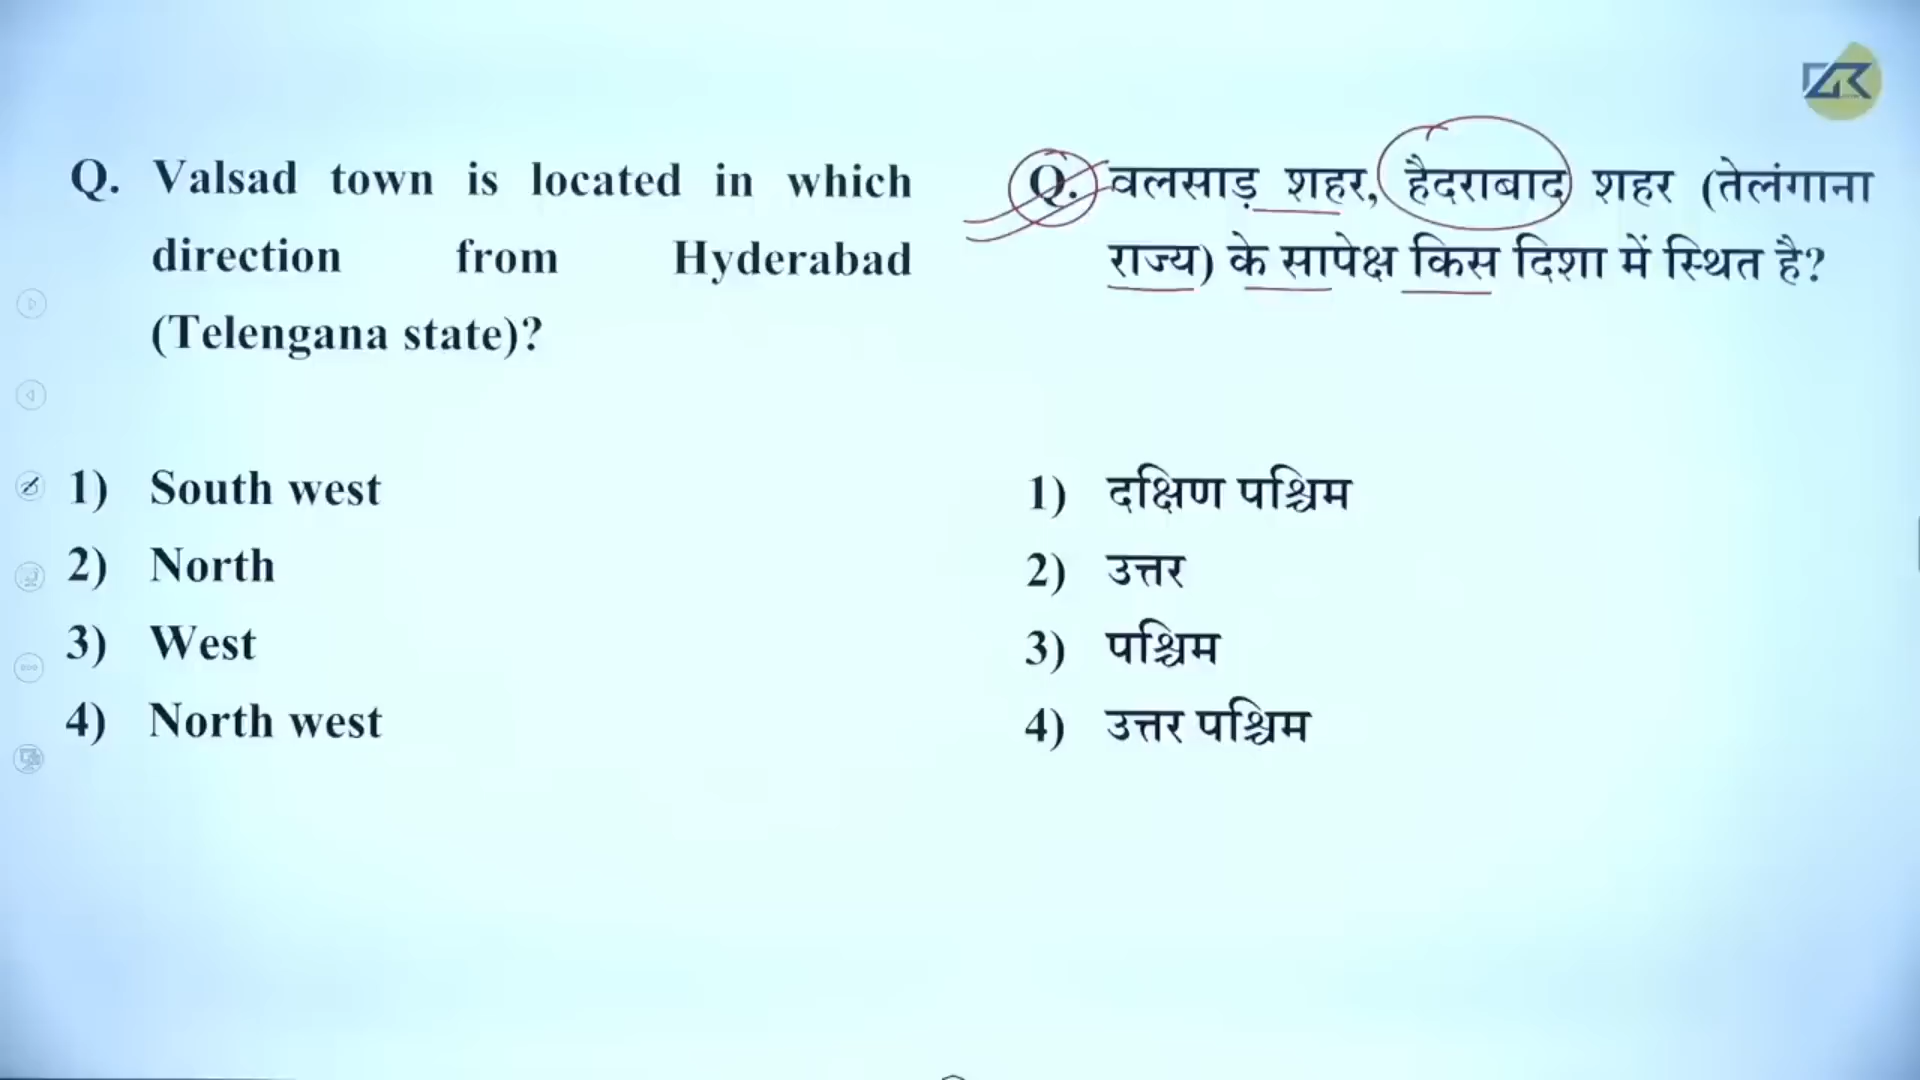 Q. Valsad town is located in which
direction from Hyderabad
(Telengana state)?
1) South west
2) North
3) West
4) North west
Q. वलसाड़ शहर, हैदराबाद शहर (तेलंगाना
राज्य) के सापेक्ष किस दिशा में स्थित है?
1) दक्षिण पश्चिम
2) उत्तर
3) पश्चिम
4) उत्तर पश्चिम